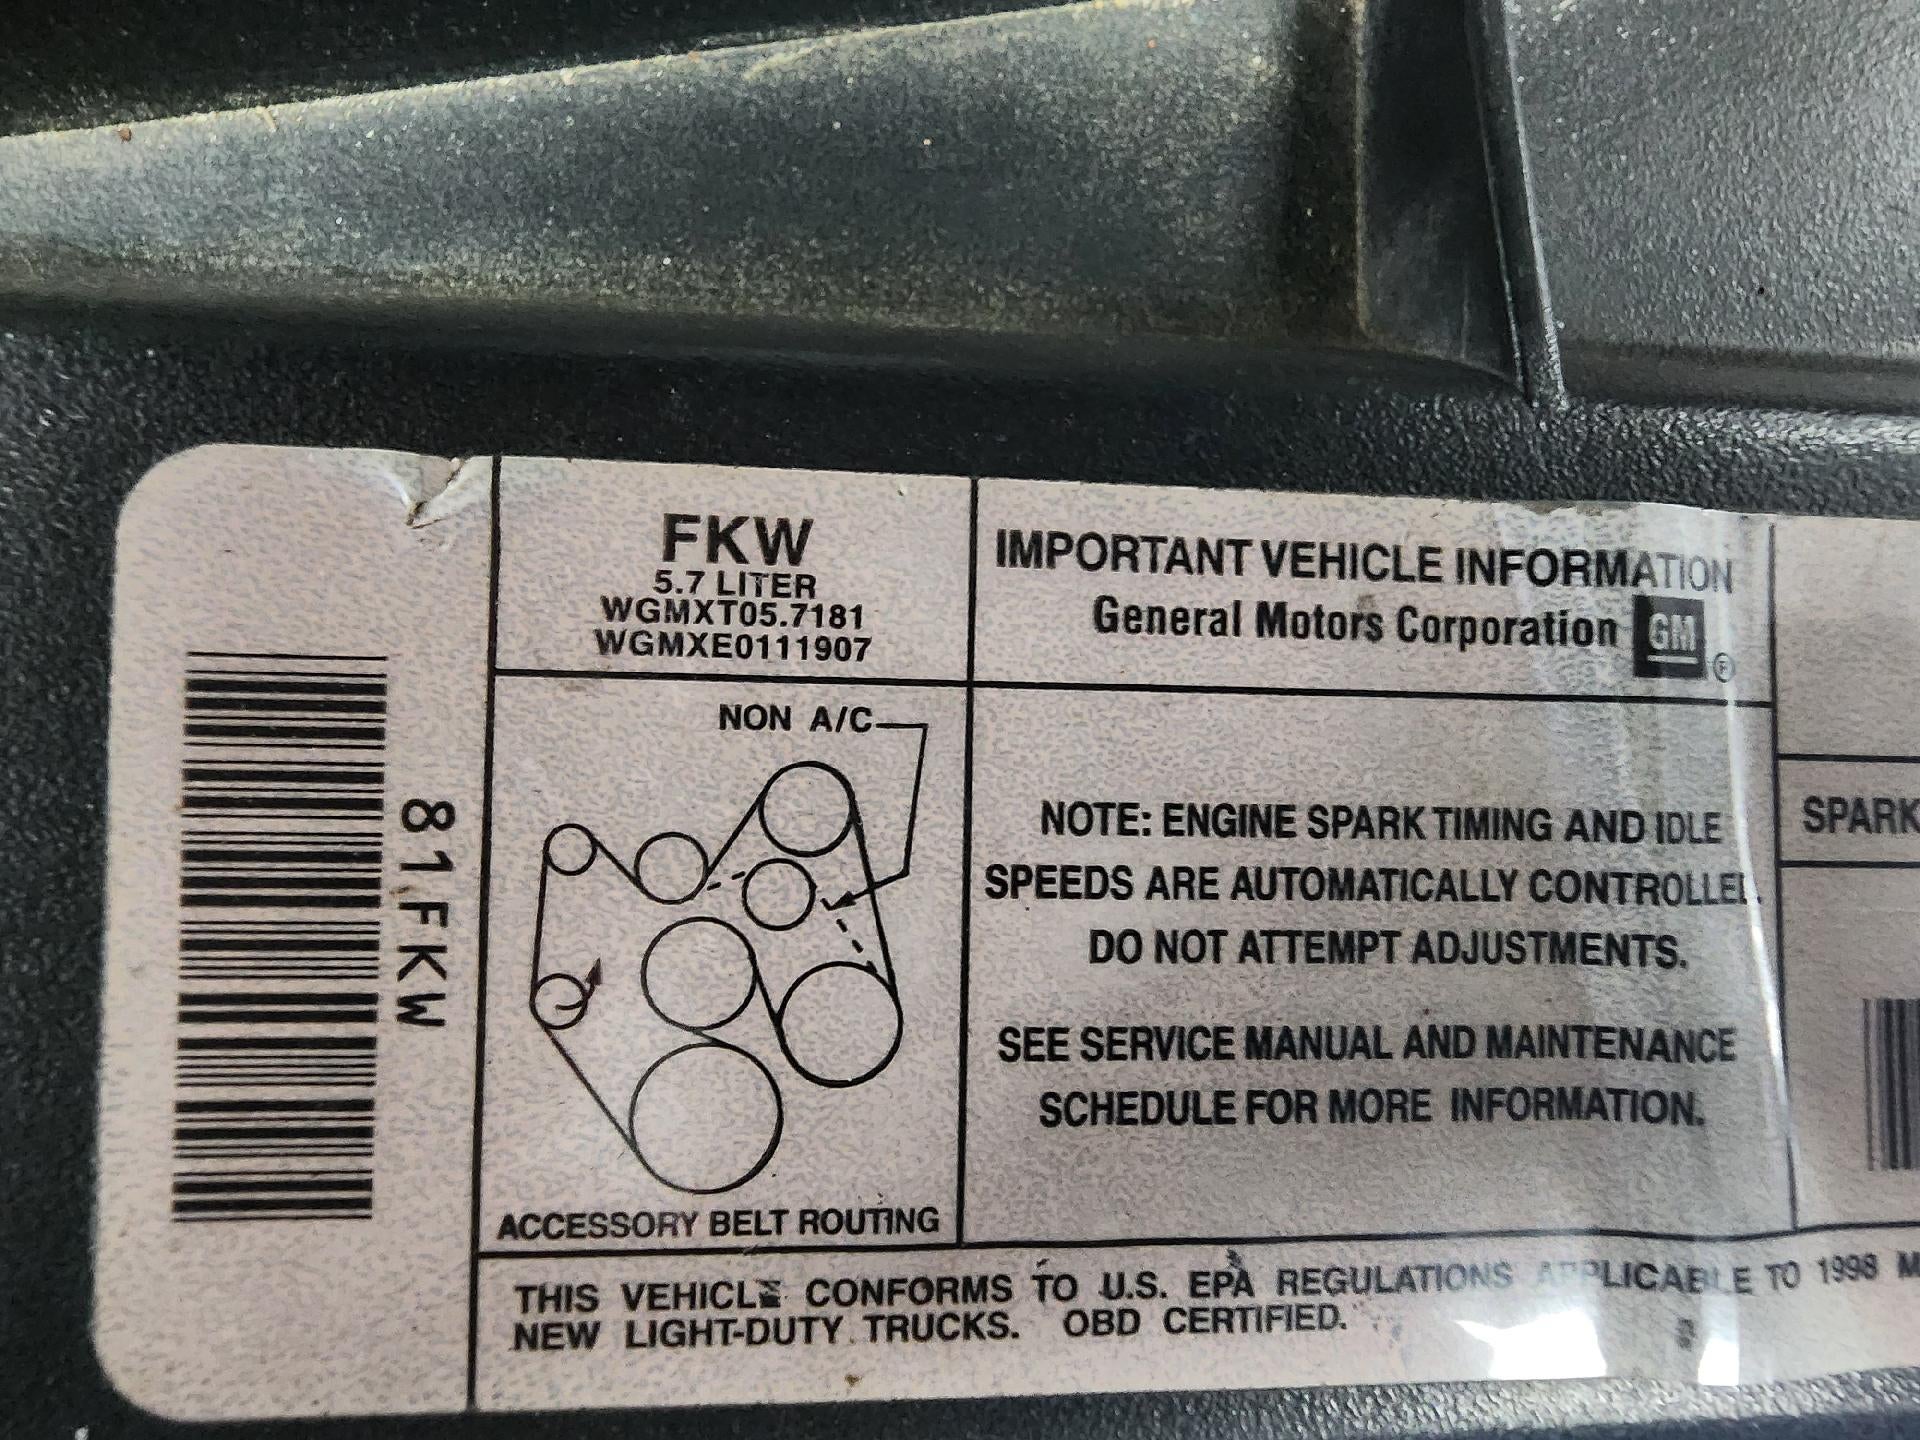 81FKW
FKW
5.7 LITER
WGMXT05.7181
WGMXE0111907
NON A/C
ACCESSORY BELT ROUTING
IMPORTANT VEHICLE INFORMATION
General Motors Corporation GM
NOTE: ENGINE SPARK TIMING AND IDLE
SPEEDS ARE AUTOMATICALLY CONTROLLED
DO NOT ATTEMPT ADJUSTMENTS.
SEE SERVICE MANUAL AND MAINTENANCE
SCHEDULE FOR MORE INFORMATION.
SPARK
THIS VEHICLE CONFORMS TO U.S. EPA REGULATIONS APPLICABLE TO 1998 M
NEW LIGHT-DUTY TRUCKS. OBD CERTIFIED.